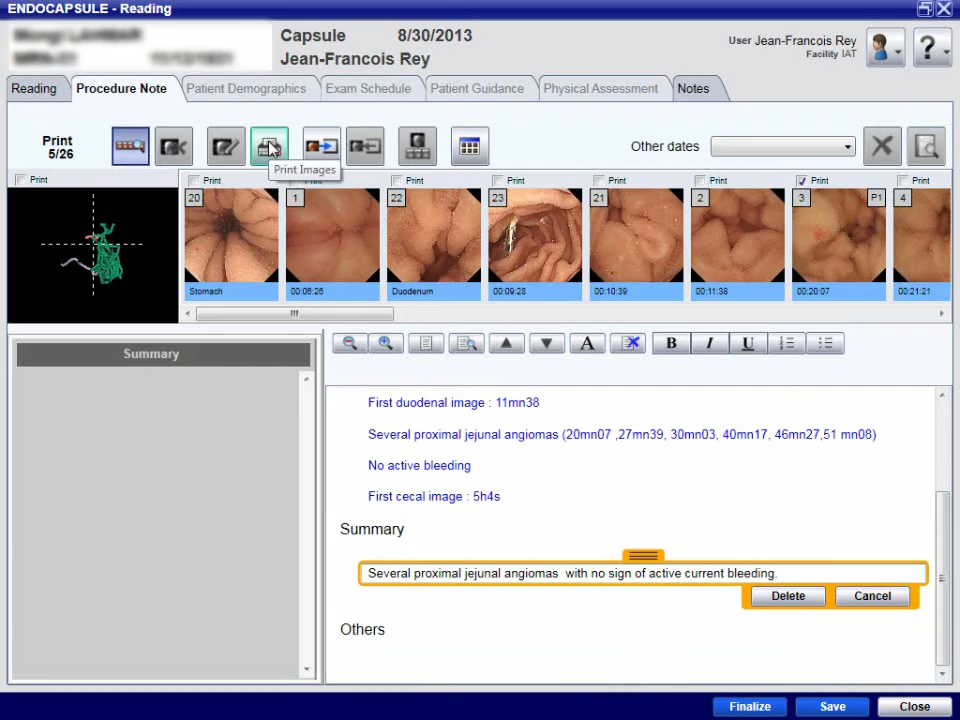 ENDOCAPSULE - Reading
Capsule 8/30/2013
Jean-Francois Rey
User Jean-Francois Rey
Facility IAT
?
Reading
Procedure Note
Patient Demographics
Exam Schedule
Patient Guidance
Physical Assessment
Notes
Print
5/26
Other dates
Print Images
Print
Print
Print
Print
Print
Print
Print
Print
20
1
22
23
21
2
3
P1
4
Stomach
00:06:26
Duodenum
00:09:28
00:10:39
00:11:38
00:20:07
00:21:21
Summary
A
B
I
U
First duodenal image : 11mn38
Several proximal jejunal angiomas (20mn07 ,27mn39, 30mn03, 40mn17, 46mn27,51 mn08)
No active bleeding
First cecal image : 5h4s
Summary
Several proximal jejunal angiomas  with no sign of active current bleeding.
Delete
Cancel
Others
Finalize
Save
Close